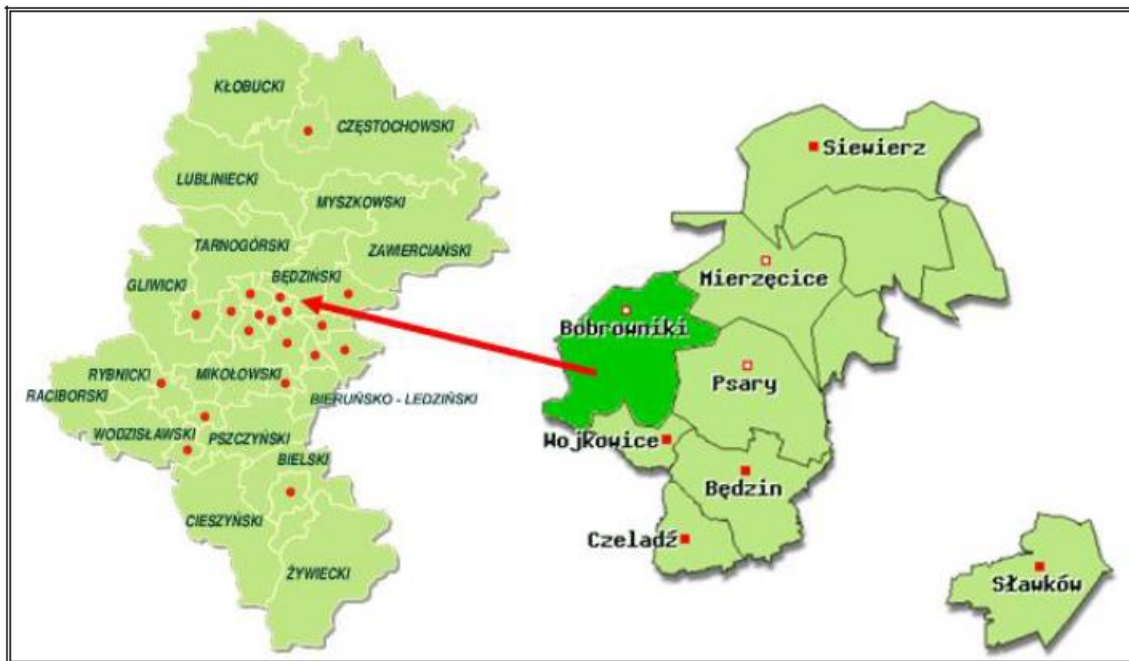 KŁOBUCKI
CZĘSTOCHOWSKI
LUBLINIECKI
MYSZKOWSKI
TARNOGÓRSKI
ZAWIERCIAŃSKI
BĘDZIŃSKI
GLIWICKI
RYBNICKI
MIKOŁOWSKI
RACIBORSKI
BIERUŃSKO - LEDZIŃSKI
WODZISŁAWSKI
PSZCZYŃSKI
BIELSKI
CIESZYŃSKI
ŻYWIECKI
Siewierz
Mierzęcice
Bobrowniki
Psary
Wojkowice
Będzin
Czeladź
Sławków